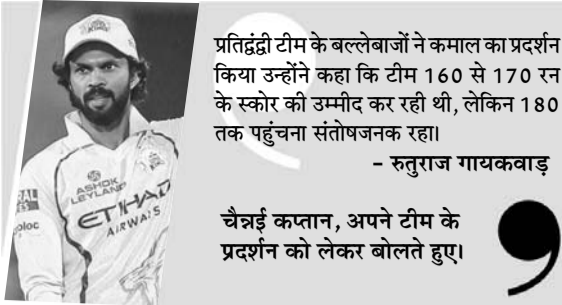 प्रतिद्वंद्वी टीम के बल्लेबाजों ने कमाल का प्रदर्शन
किया उन्होंने कहा कि टीम 160 से 170 रन
के स्कोर की उम्मीद कर रही थी, लेकिन 180
तक पहुंचना संतोषजनक रहा।
- रुतुराज गायकवाड़
चैन्नई कप्तान, अपने टीम के
प्रदर्शन को लेकर बोलते हुए।
ASHOK
LEYLAND
ETIHAD
AIRWAYS